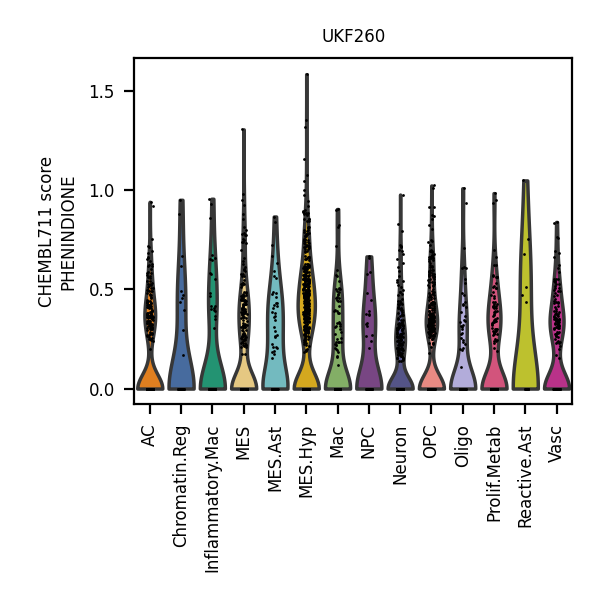 UKF260
CHEMBL711 score
PHENINDIONE
1.5
1.0
0.5
0.0
AC
Chromatin.Reg
Inflammatory.Mac
MES
MES.Ast
MES.Hyp
Mac
NPC
Neuron
OPC
Oligo
Prolif.Metab
Reactive.Ast
Vasc